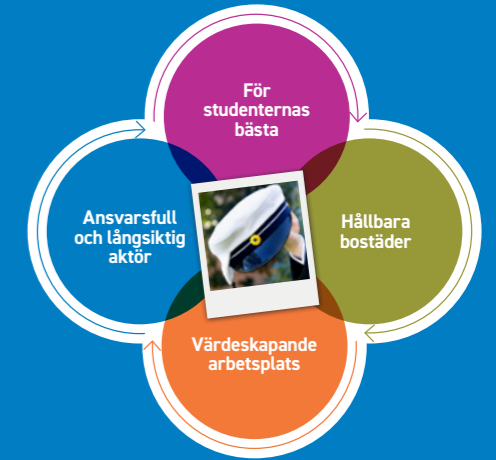 För
studenternas
bästa
Ansvarsfull
och långsiktig
aktör
Hållbara
bostäder
Värdeskapande
arbetsplats